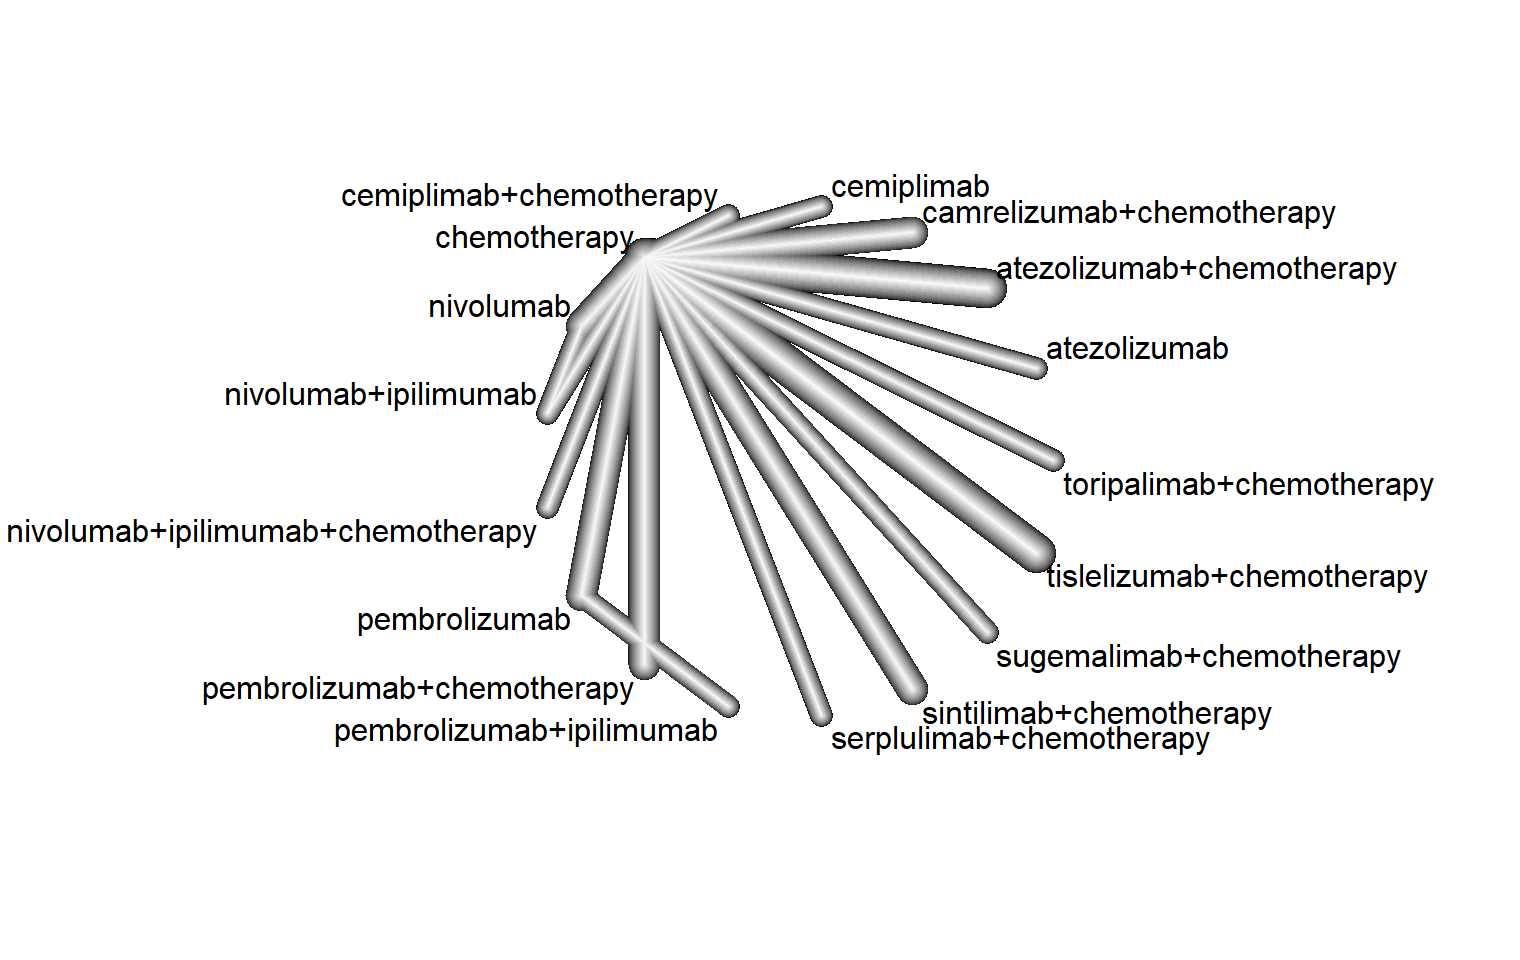 cemiplimab
cemiplimab+chemotherapy
camrelizumab+chemotherapy
chemotherapy
atezolizumab+chemotherapy
nivolumab
atezolizumab
nivolumab+ipilimumab
toripalimab+chemotherapy
nivolumab+ipilimumab+chemotherapy
tislelizumab+chemotherapy
pembrolizumab
sugemalimab+chemotherapy
pembrolizumab+chemotherapy
sintilimab+chemotherapy
pembrolizumab+ipilimumab
serplulimab+chemotherapy